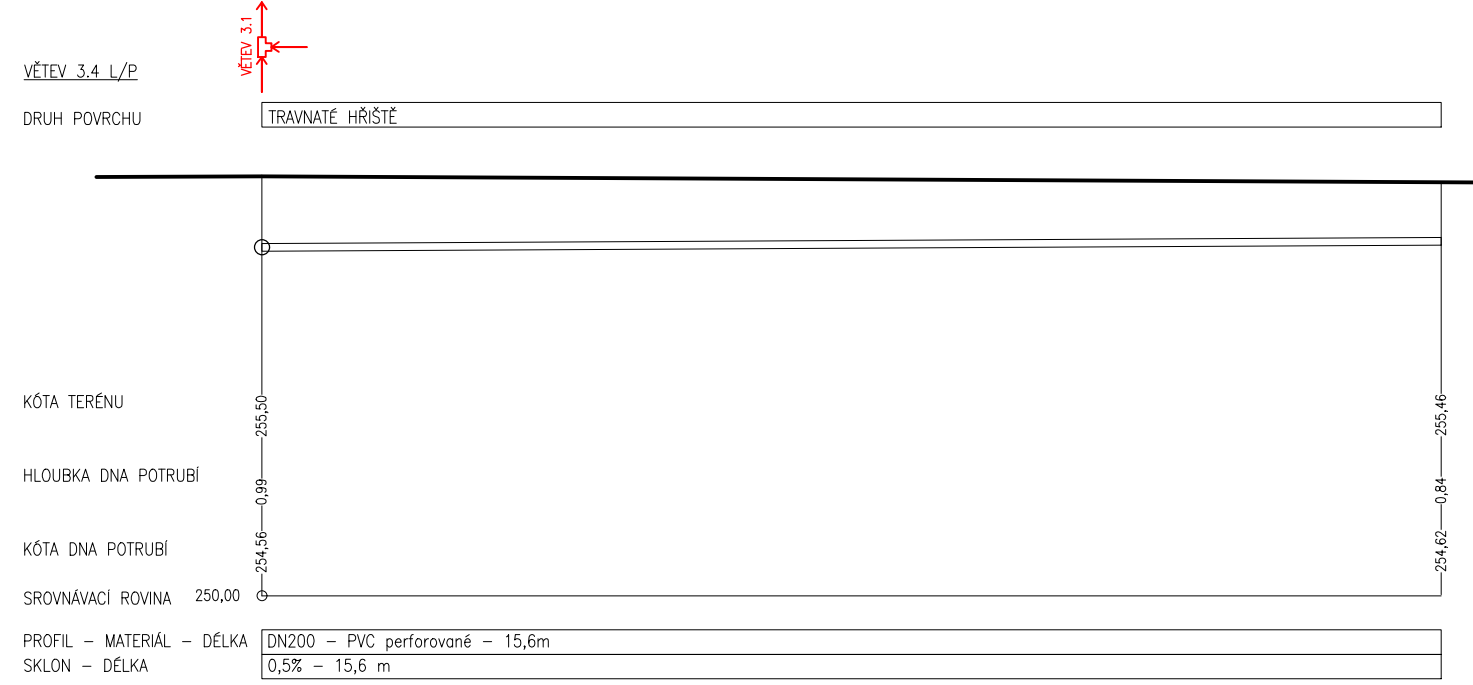 VĚTEV 3.1
VĚTEV 3.4 L/P
DRUH POVRCHU
TRAVNATÉ HŘIŠTĚ
KÓTA TERÉNU
255,50
255,46
HLOUBKA DNA POTRUBÍ
0,99
0,84
KÓTA DNA POTRUBÍ
254,56
254,62
SROVNÁVACÍ ROVINA 250,00
PROFIL – MATERIÁL – DÉLKA
DN200 – PVC perforované – 15,6m
SKLON – DÉLKA
0,5% – 15,6 m